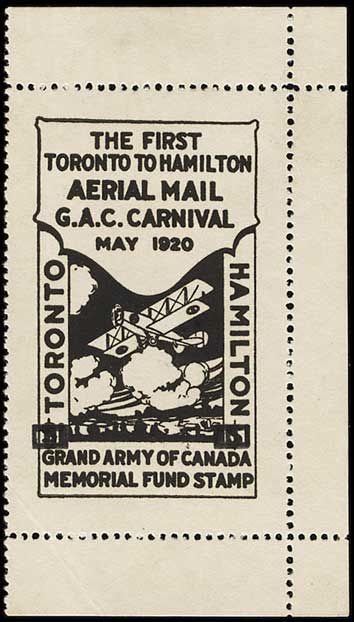 THE FIRST
TORONTO TO HAMILTON
AERIAL MAIL
G.A.C. CARNIVAL
MAY 1920
TORONTO
HAMILTON
GRAND ARMY OF CANADA
MEMORIAL FUND STAMP